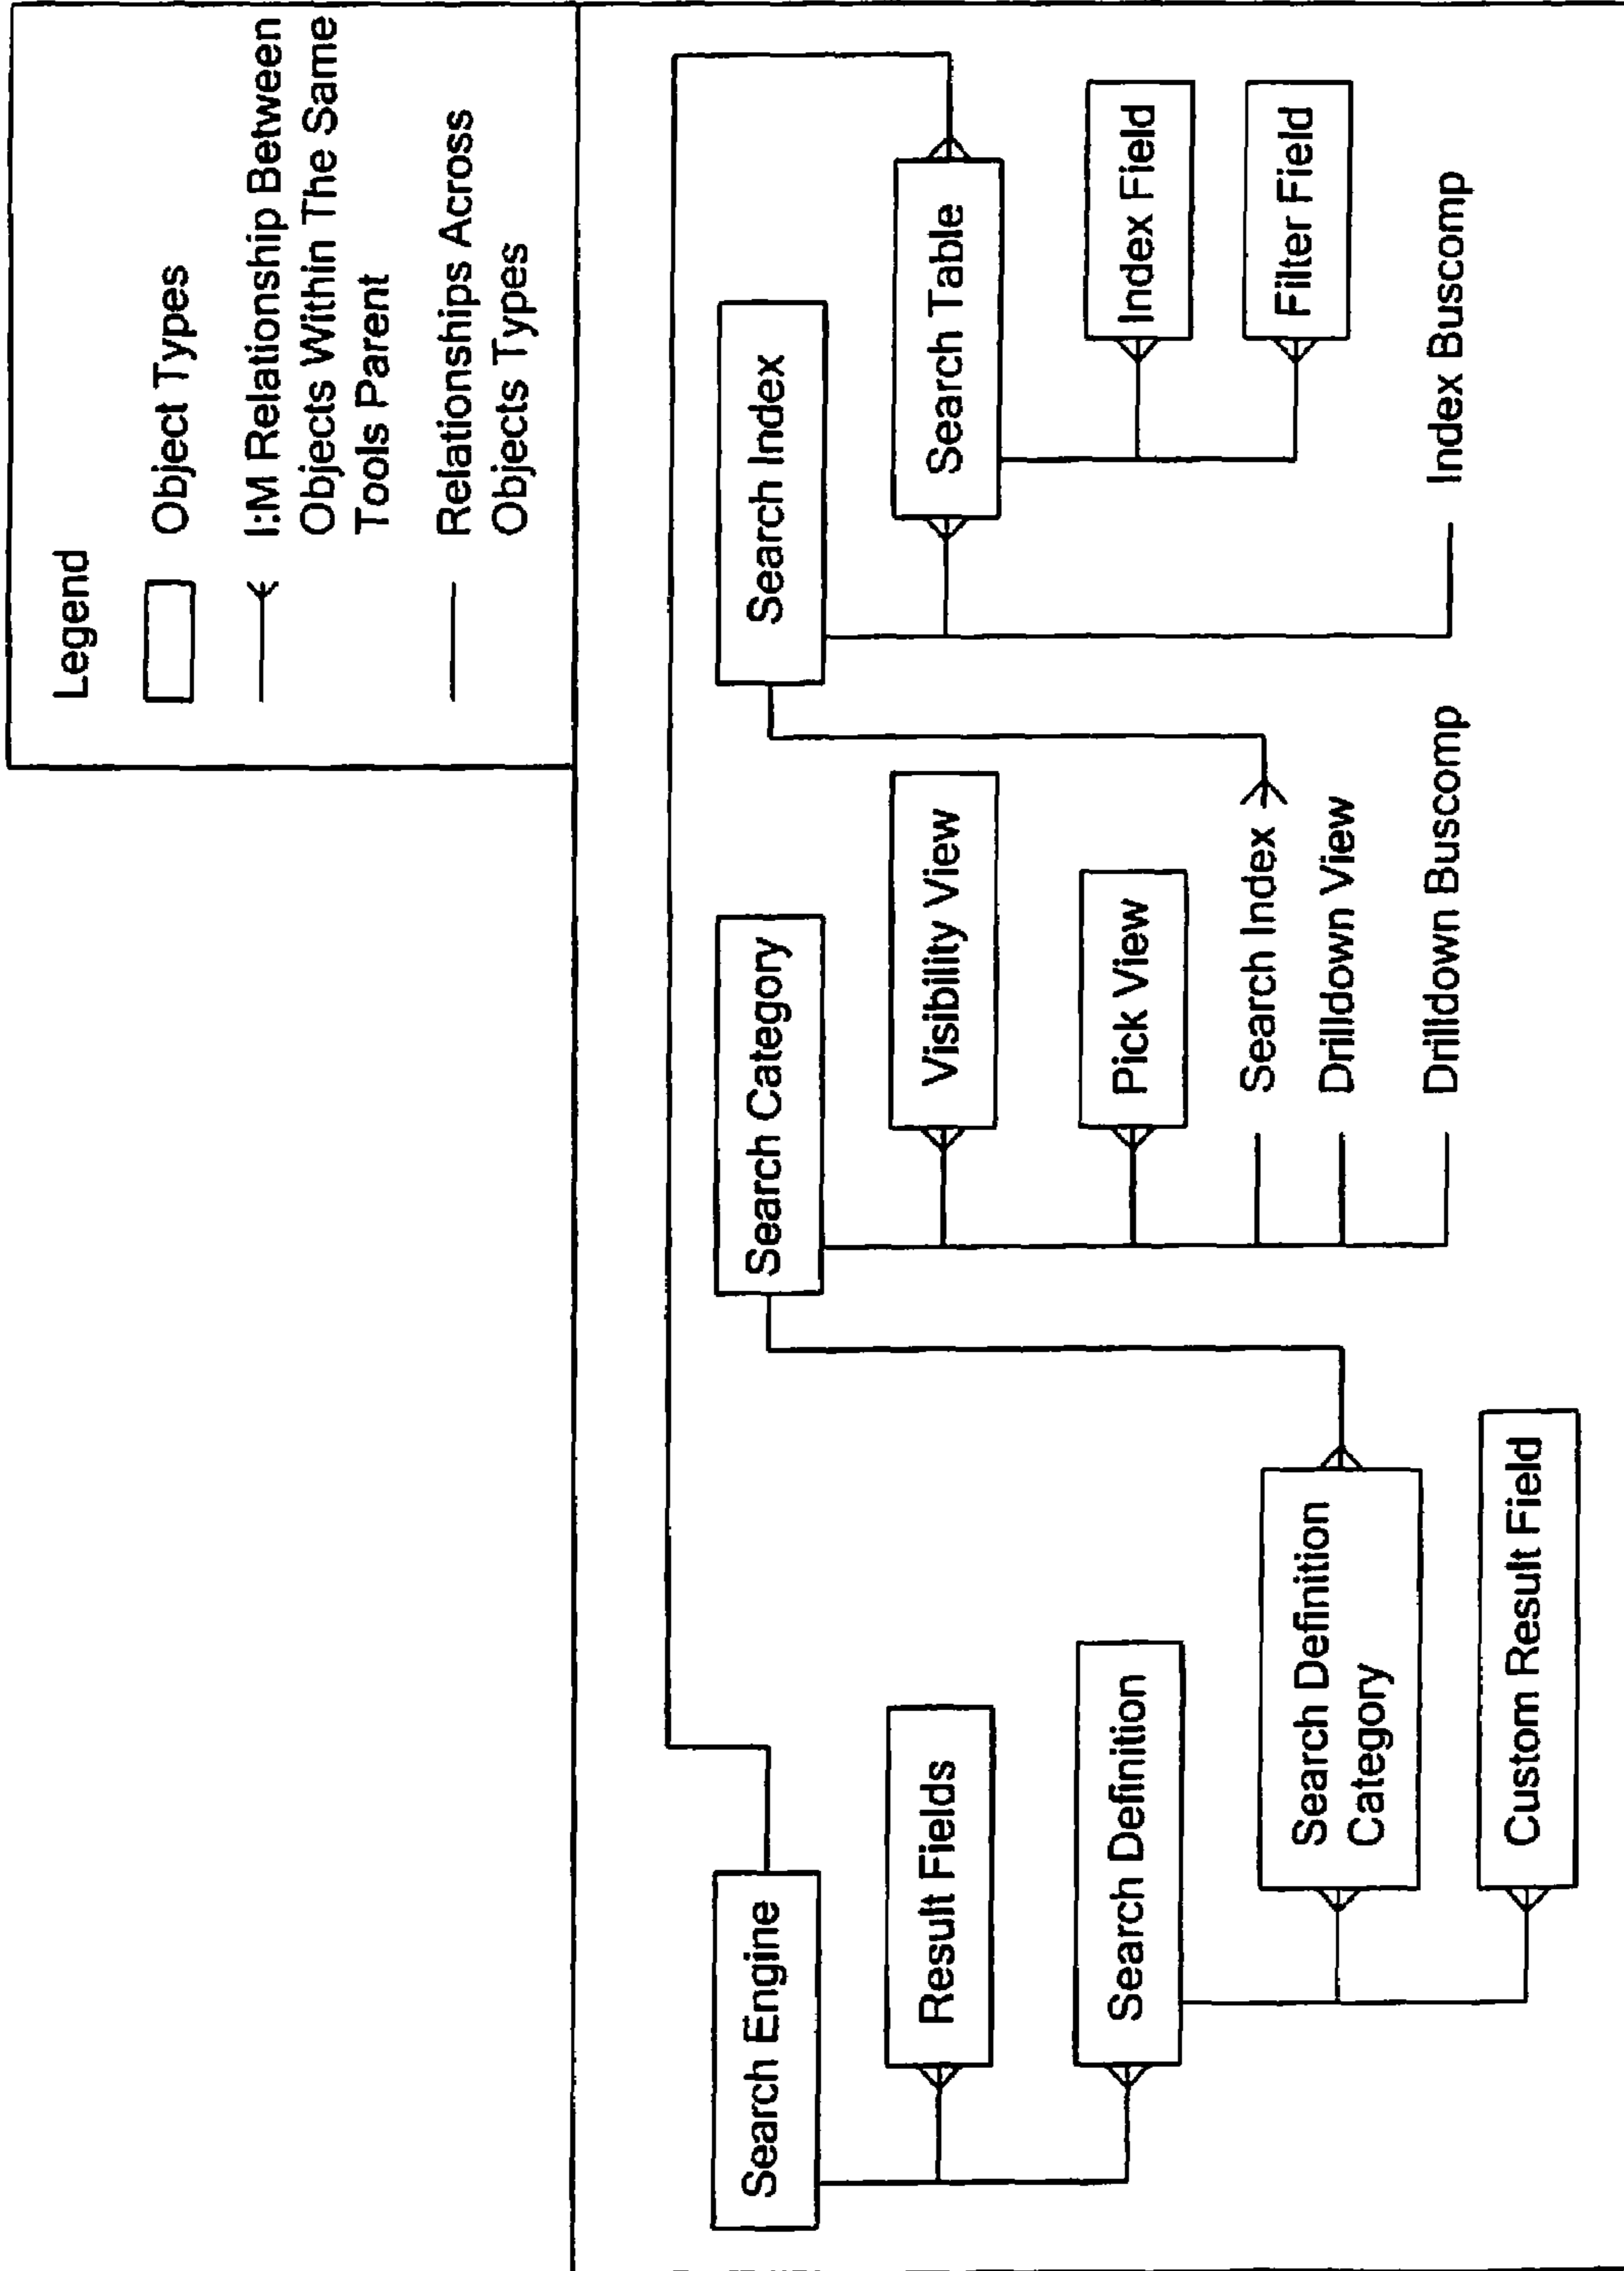 Legend
Object Types
I:M Relationship Between
Objects Within The Same
Tools Parent
Relationships Across
Objects Types
Search Engine
Result Fields
Search Definition
Search Definition
Category
Custom Result Field
Search Category
Visibility View
Pick View
Search Index
Drilldown View
Drilldown Buscomp
Search Index
Search Table
Index Field
Filter Field
Index Buscomp